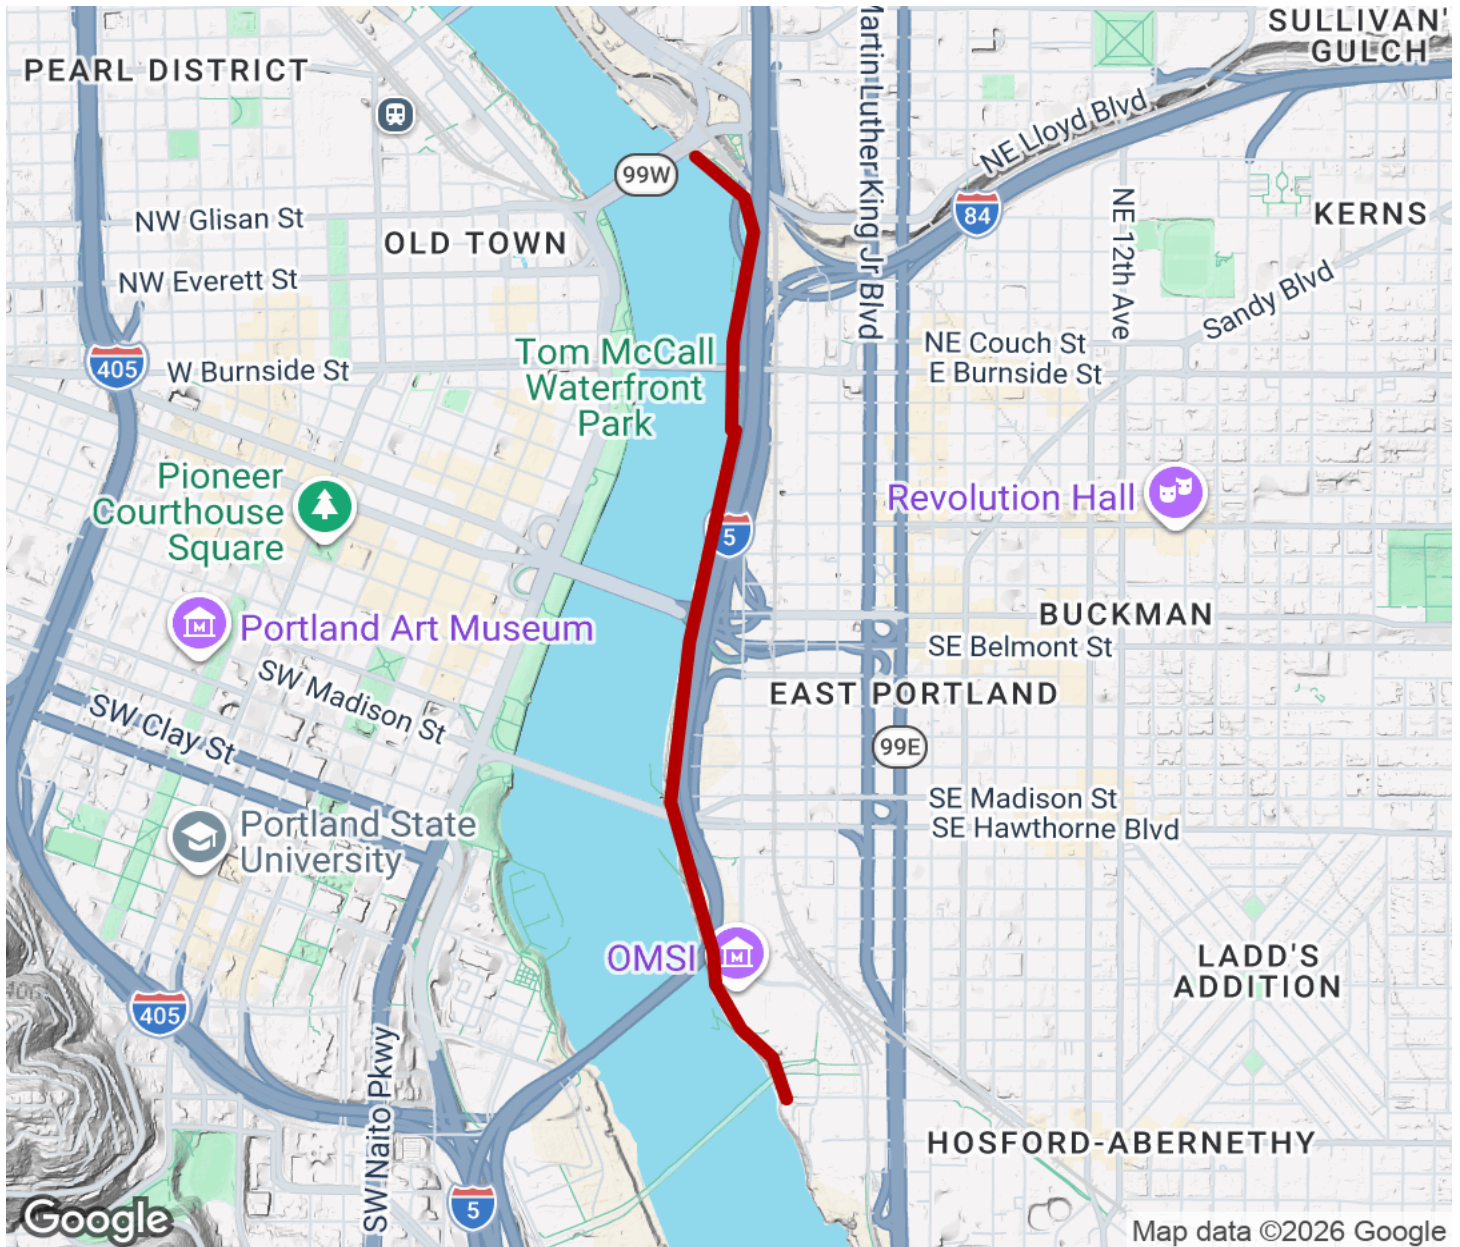 SULLIVAN'
GULCH
PEARL DISTRICT
Martin Luther King Jr Blvd
NE Lloyd Blvd
99W
84
NE 12th Ave
KERNS
NW Glisan St
OLD TOWN
NW Everett St
Sandy Blvd
405
W Burnside St
Tom McCall
Waterfront
Park
NE Couch St
E Burnside St
Pioneer
Courthouse
Square
Revolution Hall
5
Portland Art Museum
BUCKMAN
SE Belmont St
SW Madison St
EAST PORTLAND
SW Clay St
99E
SE Madison St
SE Hawthorne Blvd
Portland State
University
OMSI
LADD'S
ADDITION
405
SW Naito Pkwy
HOSFORD-ABERNETHY
5
Google
Map data ©2026 Google